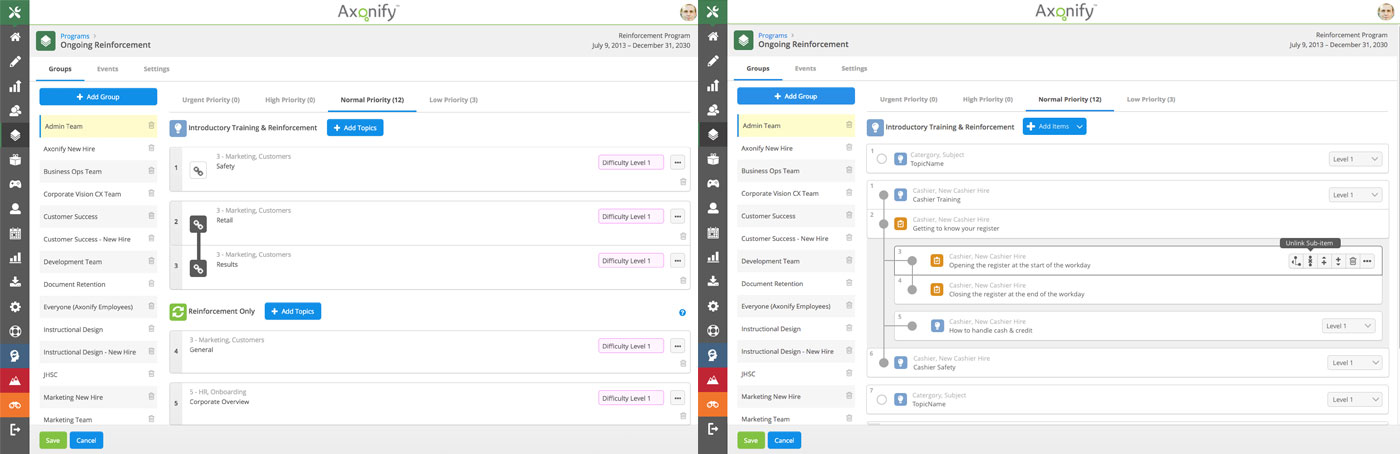 Axonify™
Programs ›
Ongoing Reinforcement
Reinforcement Program
July 9, 2013 – December 31, 2030
Groups Events Settings
+ Add Group
Admin Team
Axonify New Hire
Business Ops Team
Corporate Vision CX Team
Customer Success
Customer Success - New Hire
Development Team
Document Retention
Everyone (Axonify Employees)
Instructional Design
Instructional Design - New Hire
JHSC
Marketing New Hire
Marketing Team
Urgent Priority (0) High Priority (0) Normal Priority (12) Low Priority (3)
Introductory Training & Reinforcement + Add Topics
1
3 - Marketing, Customers
Safety
Difficulty Level 1
2
3 - Marketing, Customers
Retail
Difficulty Level 1
3
3 - Marketing, Customers
Results
Difficulty Level 1
Reinforcement Only + Add Topics ?
4
3 - Marketing, Customers
General
Difficulty Level 1
5
5 - HR, Onboarding
Corporate Overview
Difficulty Level 1
Save Cancel
Axonify™
Programs ›
Ongoing Reinforcement
Reinforcement Program
July 9, 2013 – December 31, 2030
Groups Events Settings
+ Add Group
Admin Team
Axonify New Hire
Business Ops Team
Corporate Vision CX Team
Customer Success
Customer Success - New Hire
Development Team
Document Retention
Everyone (Axonify Employees)
Instructional Design
Instructional Design - New Hire
JHSC
Marketing New Hire
Marketing Team
Urgent Priority (0) High Priority (0) Normal Priority (12) Low Priority (3)
Introductory Training & Reinforcement + Add Items
1
Catergory, Subject
TopicName
Level 1
1
Cashier, New Cashier Hire
Cashier Training
Level 1
2
Cashier, New Cashier Hire
Getting to know your register
Unlink Sub-item
3
Cashier, New Cashier Hire
Opening the register at the start of the workday
4
Cashier, New Cashier Hire
Closing the register at the end of the workday
5
Cashier, New Cashier Hire
How to handle cash & credit
Level 1
6
Cashier, New Cashier Hire
Cashier Safety
Level 1
7
Catergory, Subject
TopicName
Level 1
Save Cancel